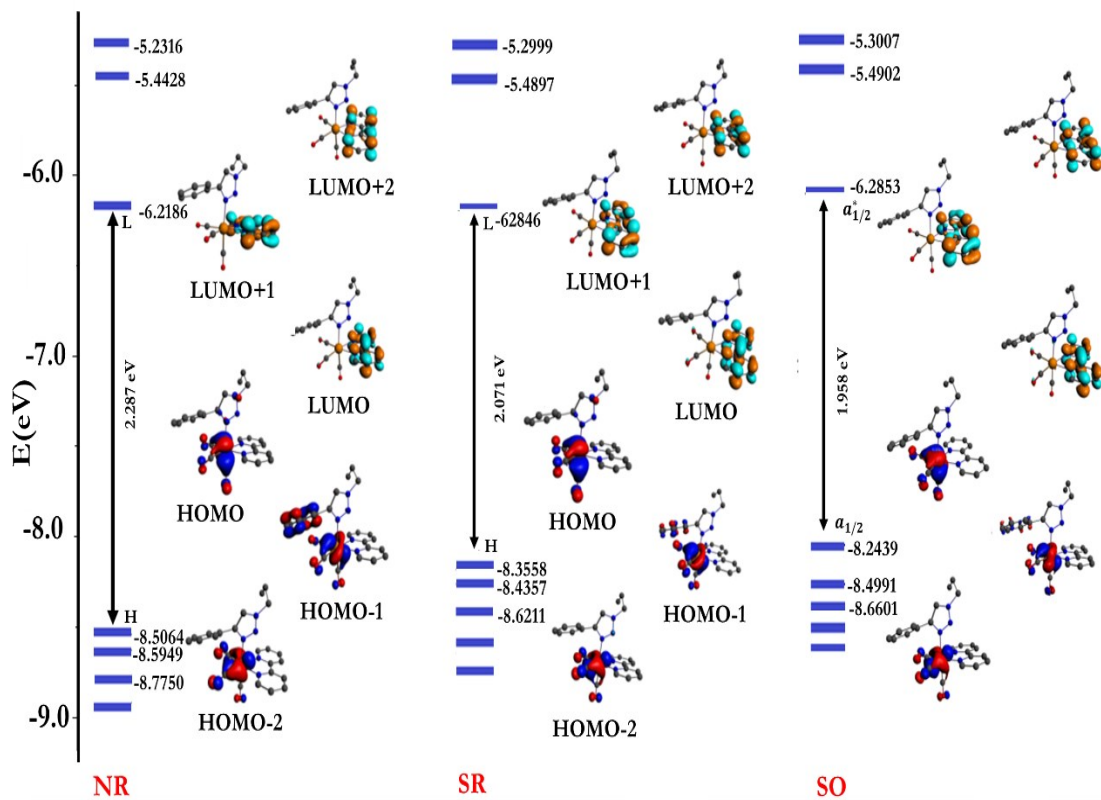 E(eV)
-6.0
-7.0
-8.0
-9.0
-5.2316
-5.4428
-6.2186
L
2.287 eV
H
-8.5064
-8.5949
-8.7750
LUMO+2
LUMO+1
LUMO
HOMO
HOMO-1
HOMO-2
NR
-5.2999
-5.4897
L
-62846
2.071 eV
H
-8.3558
-8.4357
-8.6211
LUMO+2
LUMO+1
LUMO
HOMO
HOMO-1
HOMO-2
SR
-5.3007
-5.4902
-6.2853
a*1/2
1.958 eV
a1/2
-8.2439
-8.4991
-8.6601
SO